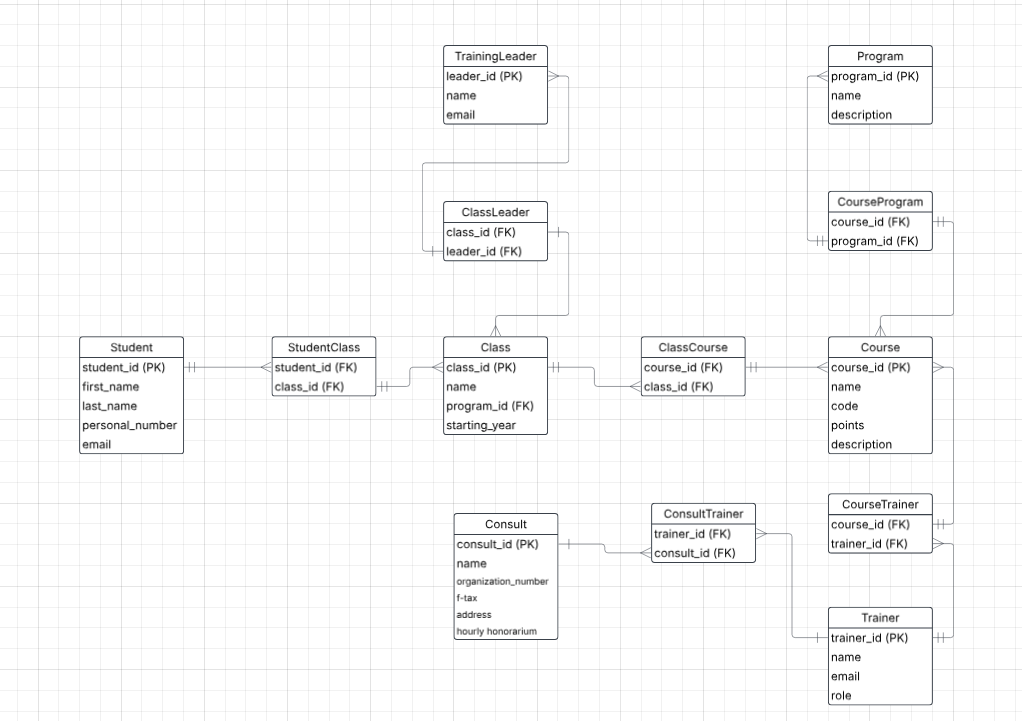 TrainingLeader
leader_id (PK)
name
email
Program
program_id (PK)
name
description
ClassLeader
class_id (FK)
leader_id (FK)
CourseProgram
course_id (FK)
program_id (FK)
Student
student_id (PK)
first_name
last_name
personal_number
email
StudentClass
student_id (FK)
class_id (FK)
Class
class_id (PK)
name
program_id (FK)
starting_year
ClassCourse
course_id (FK)
class_id (FK)
Course
course_id (PK)
name
code
points
description
Consult
consult_id (PK)
name
organization_number
f-tax
address
hourly honorarium
ConsultTrainer
trainer_id (FK)
consult_id (FK)
CourseTrainer
course_id (FK)
trainer_id (FK)
Trainer
trainer_id (PK)
name
email
role